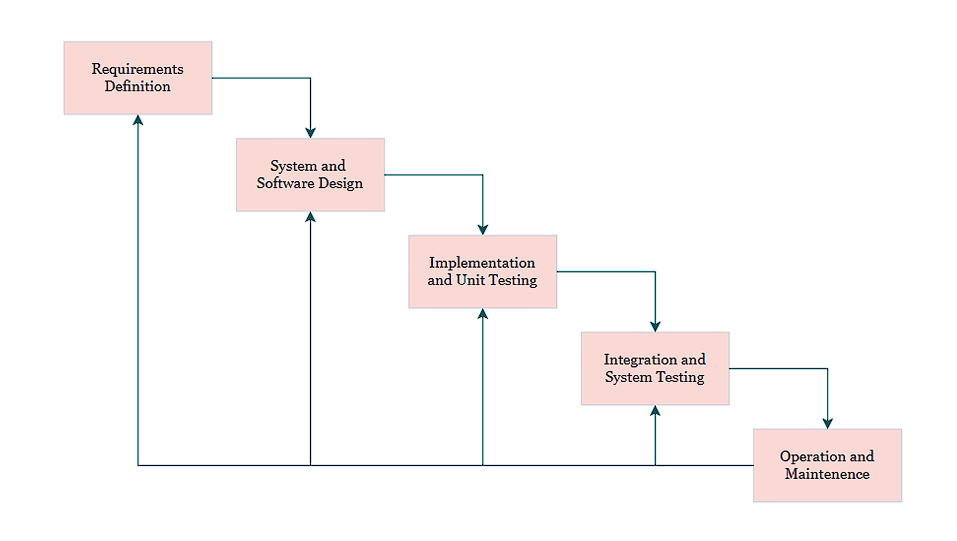 Requirements
Definition
System and
Software Design
Implementation
and Unit Testing
Integration and
System Testing
Operation and
Maintenence